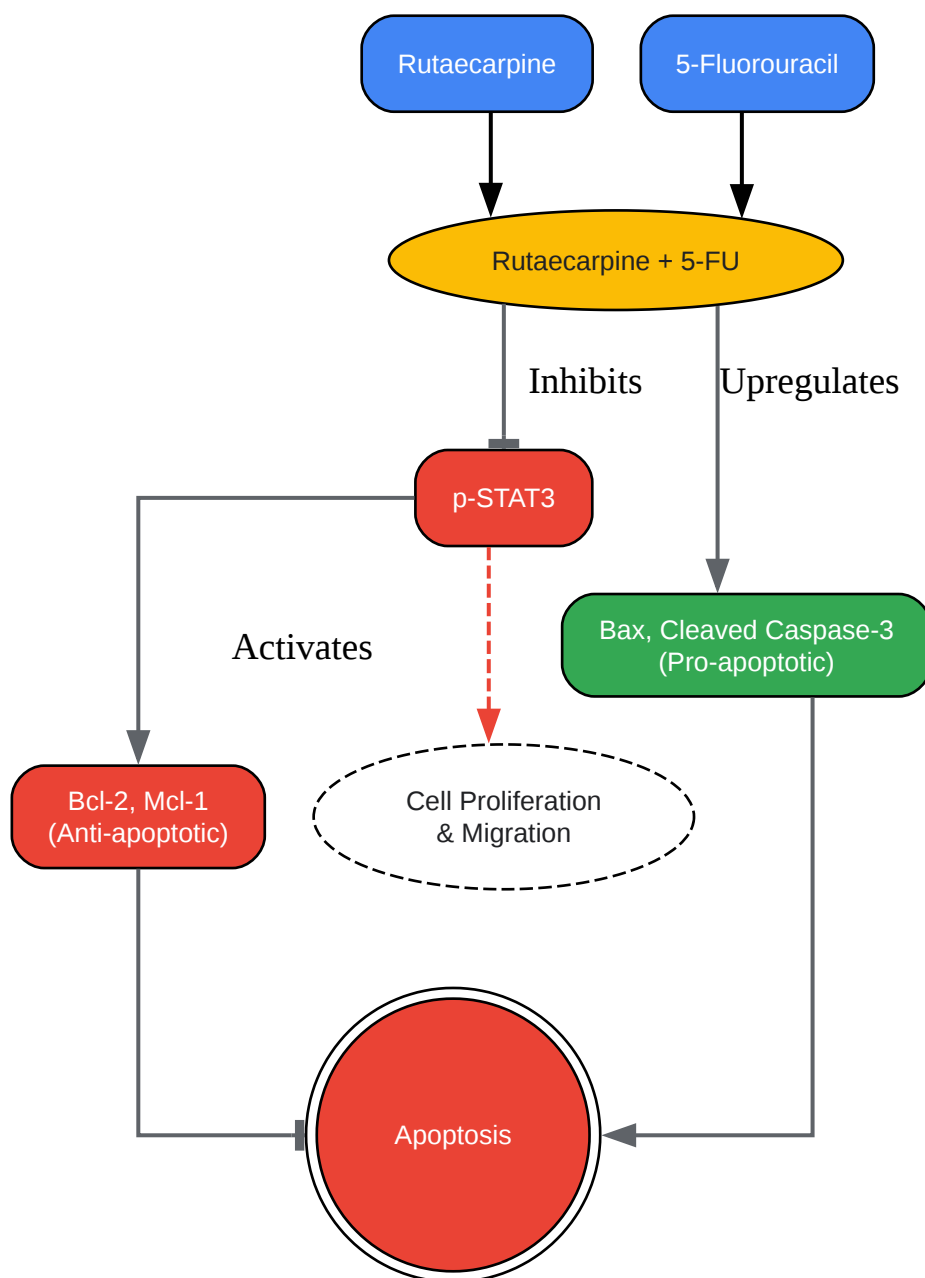 Rutaecarpine
5-Fluorouracil
Rutaecarpine + 5-FU
Inhibits
Upregulates
p-STAT3
Activates
Bax, Cleaved Caspase-3
(Pro-apoptotic)
Bcl-2, Mcl-1
(Anti-apoptotic)
Cell Proliferation
& Migration
Apoptosis